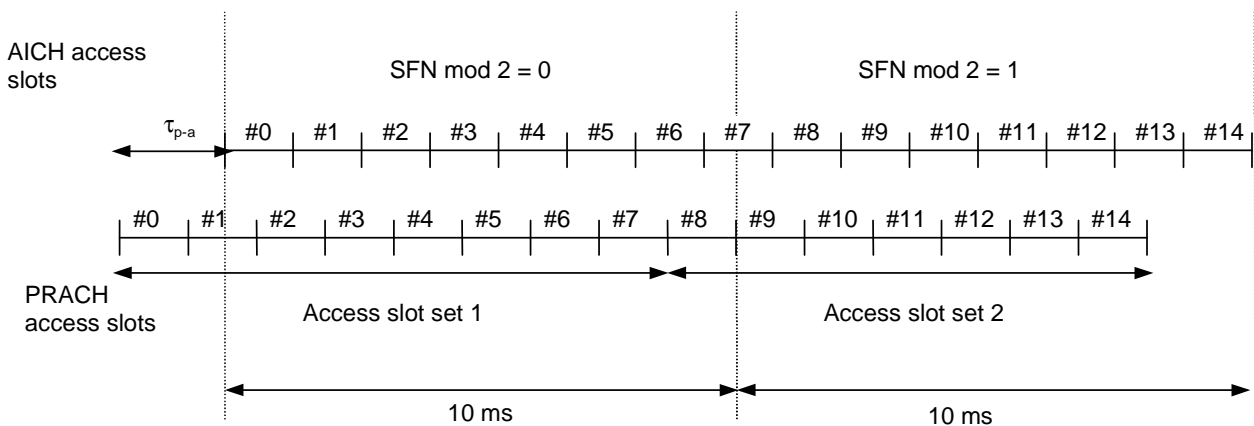 AICH access
slots
SFN mod 2 = 0
SFN mod 2 = 1
τp-a
#0 #1 #2 #3 #4 #5 #6 #7 #8 #9 #10 #11 #12 #13 #14
#0 #1 #2 #3 #4 #5 #6 #7 #8 #9 #10 #11 #12 #13 #14
PRACH
access slots
Access slot set 1
Access slot set 2
10 ms
10 ms